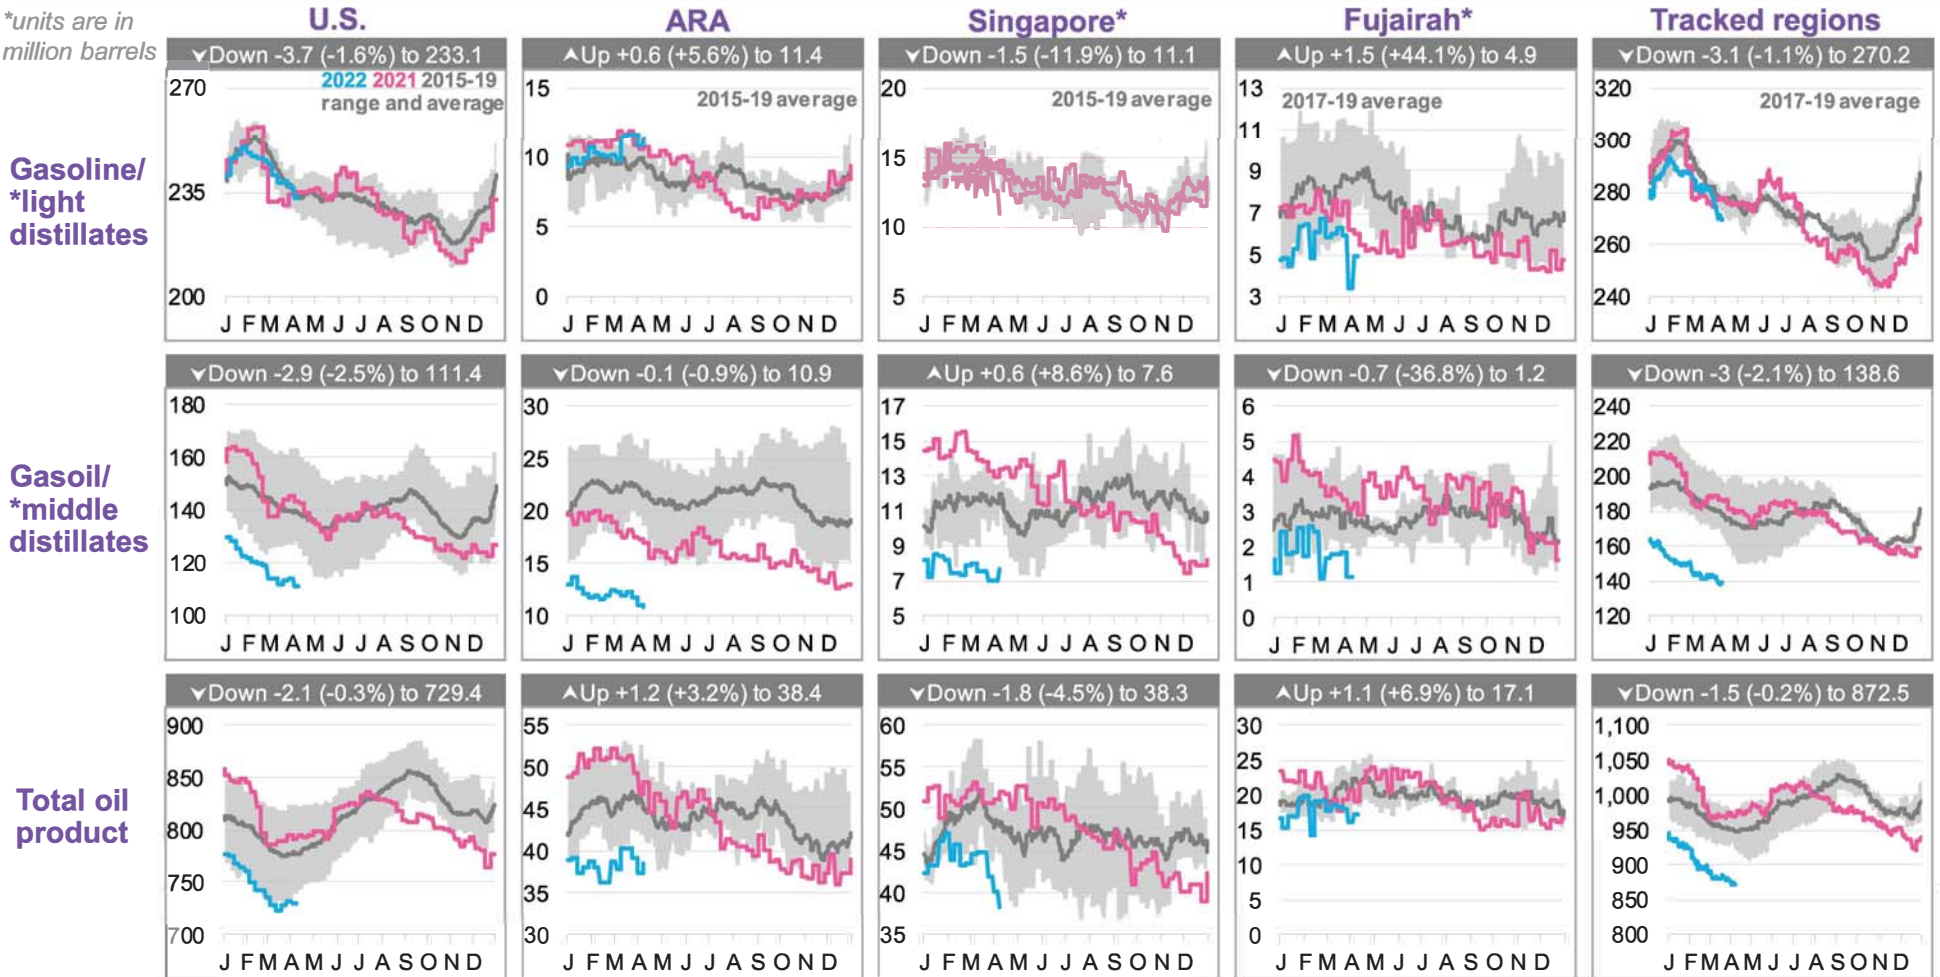 *units are in
million barrels
U.S.
ARA
Singapore*
Fujairah*
Tracked regions
Gasoline/
*light
distillates
Down -3.7 (-1.6%) to 233.1
2022 2021 2015-19
range and average
270
235
200
J F M A M J J A S O N D
Up +0.6 (+5.6%) to 11.4
2015-19 average
15
10
5
0
J F M A M J J A S O N D
Down -1.5 (-11.9%) to 11.1
2015-19 average
20
15
10
5
J F M A M J J A S O N D
Up +1.5 (+44.1%) to 4.9
2017-19 average
13
11
9
7
5
3
J F M A M J J A S O N D
Down -3.1 (-1.1%) to 270.2
2017-19 average
320
300
280
260
240
J F M A M J J A S O N D
Gasoil/
*middle
distillates
Down -2.9 (-2.5%) to 111.4
180
160
140
120
100
J F M A M J J A S O N D
Down -0.1 (-0.9%) to 10.9
30
25
20
15
10
J F M A M J J A S O N D
Up +0.6 (+8.6%) to 7.6
17
15
13
11
9
7
5
J F M A M J J A S O N D
Down -0.7 (-36.8%) to 1.2
6
5
4
3
2
1
0
J F M A M J J A S O N D
Down -3 (-2.1%) to 138.6
240
220
200
180
160
140
120
J F M A M J J A S O N D
Total oil
product
Down -2.1 (-0.3%) to 729.4
900
850
800
750
700
J F M A M J J A S O N D
Up +1.2 (+3.2%) to 38.4
55
50
45
40
35
30
J F M A M J J A S O N D
Down -1.8 (-4.5%) to 38.3
60
55
50
45
40
35
J F M A M J J A S O N D
Up +1.1 (+6.9%) to 17.1
30
25
20
15
10
5
0
J F M A M J J A S O N D
Down -1.5 (-0.2%) to 872.5
1,100
1,050
1,000
950
900
850
800
J F M A M J J A S O N D